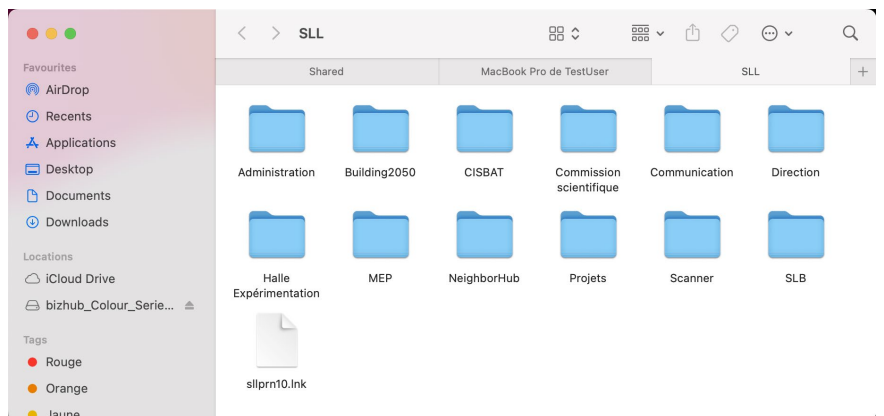 SLL
Favourites
AirDrop
Recents
Applications
Desktop
Documents
Downloads
Locations
iCloud Drive
bizhub_Colour_Serie...
Tags
Rouge
Orange
Jaune
Shared
MacBook Pro de TestUser
SLL
Administration
Building2050
CISBAT
Commission
scientifique
Communication
Direction
Halle
Expérimentation
MEP
NeighborHub
Projets
Scanner
SLB
sllprn10.lnk